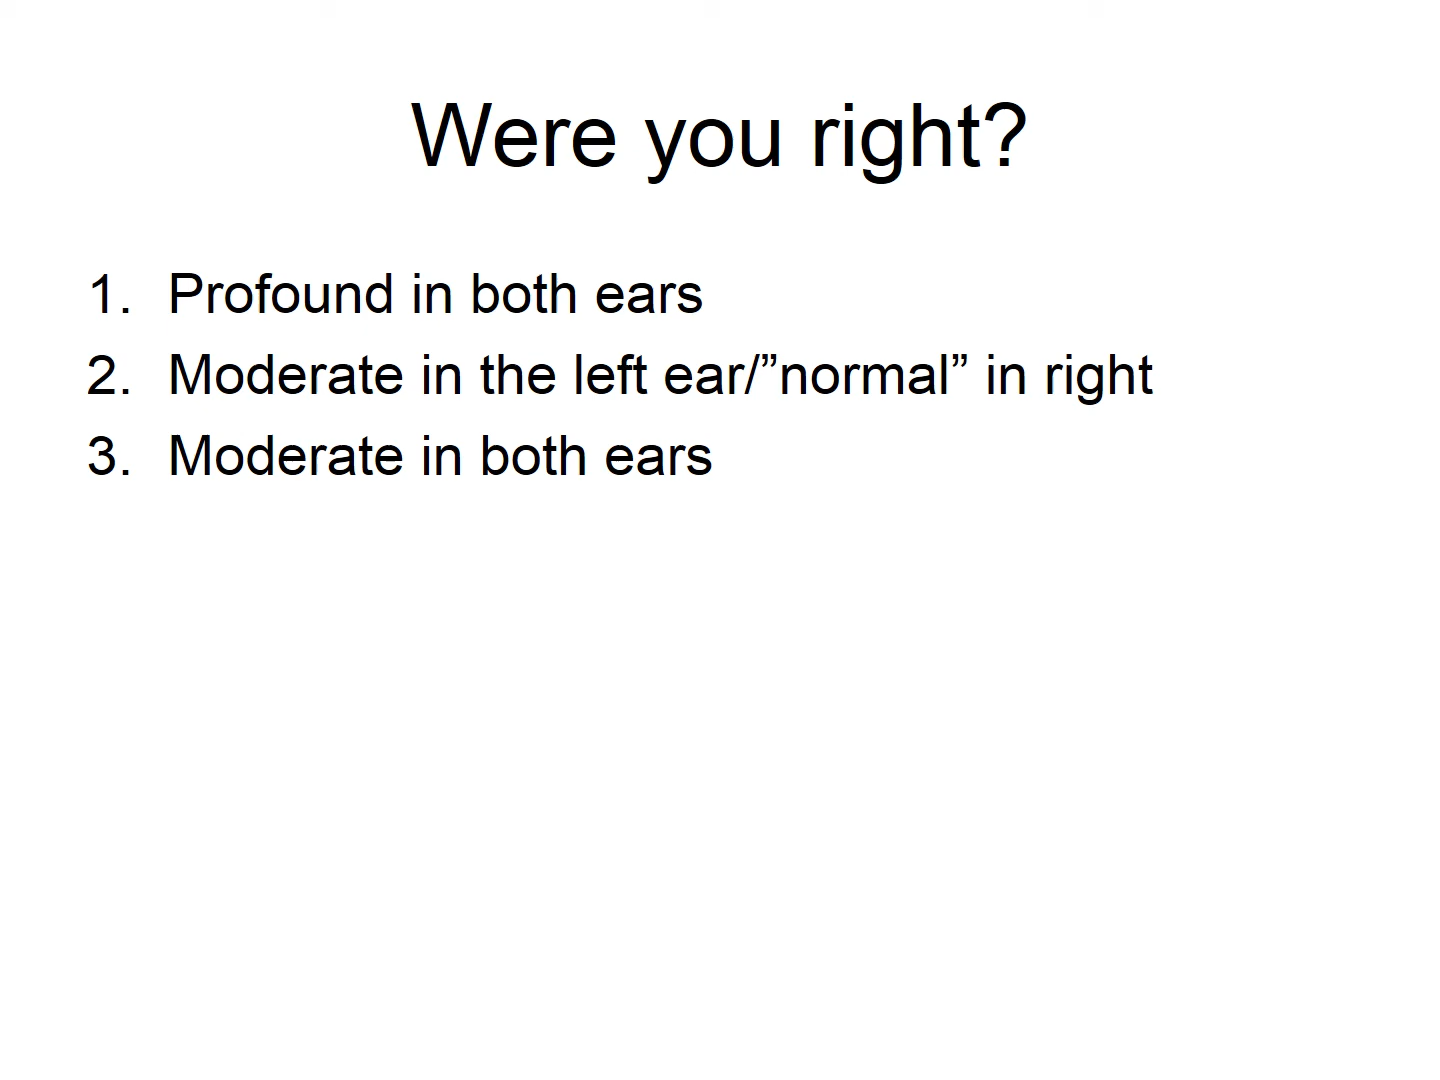 Were you right?
1. Profound in both ears
2. Moderate in the left ear/”normal” in right
3. Moderate in both ears